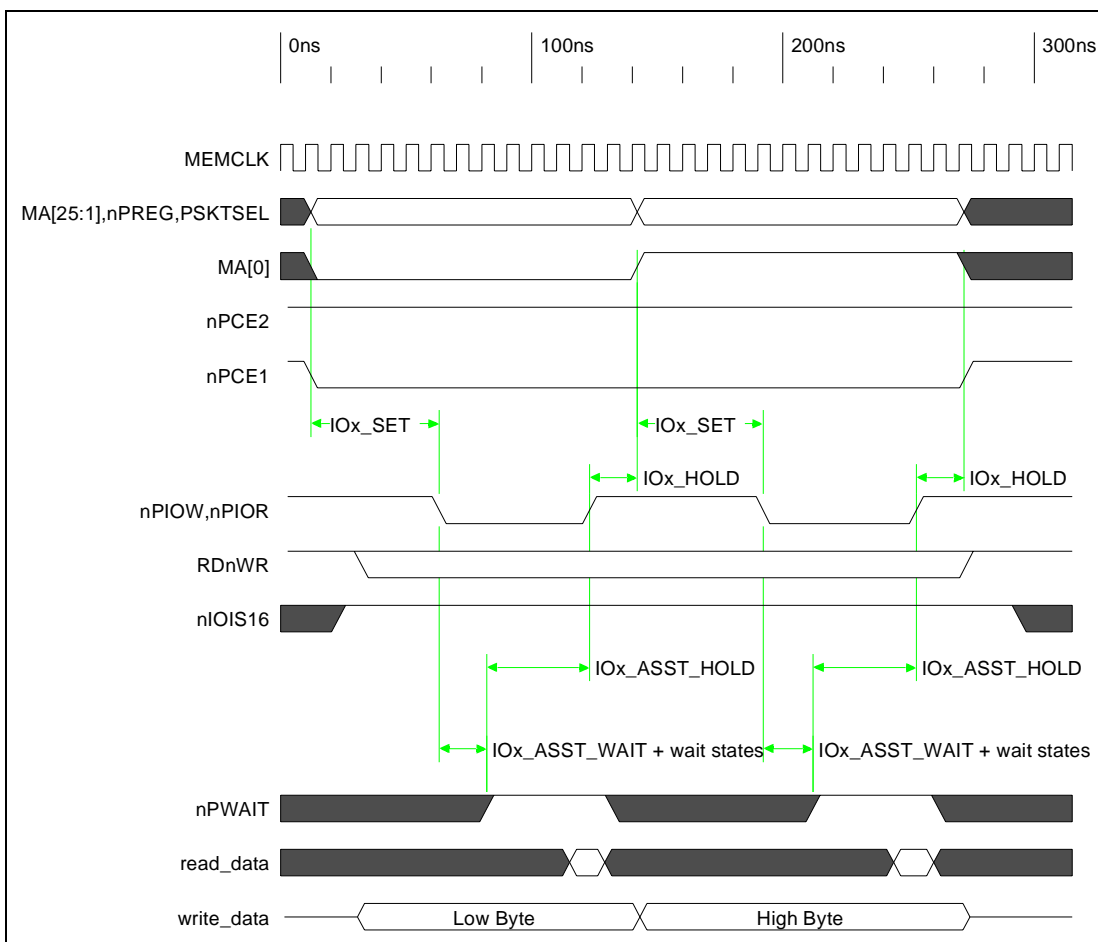 0ns 100ns 200ns 300ns
MEMCLK
MA[25:1],nPREG,PSKTSEL
MA[0]
nPCE2
nPCE1
IOx_SET IOx_SET
IOx_HOLD IOx_HOLD
nPIOW,nPIOR
RDnWR
nIOIS16
IOx_ASST_HOLD IOx_ASST_HOLD
IOx_ASST_WAIT + wait states IOx_ASST_WAIT + wait states
nPWAIT
read_data
write_data Low Byte High Byte